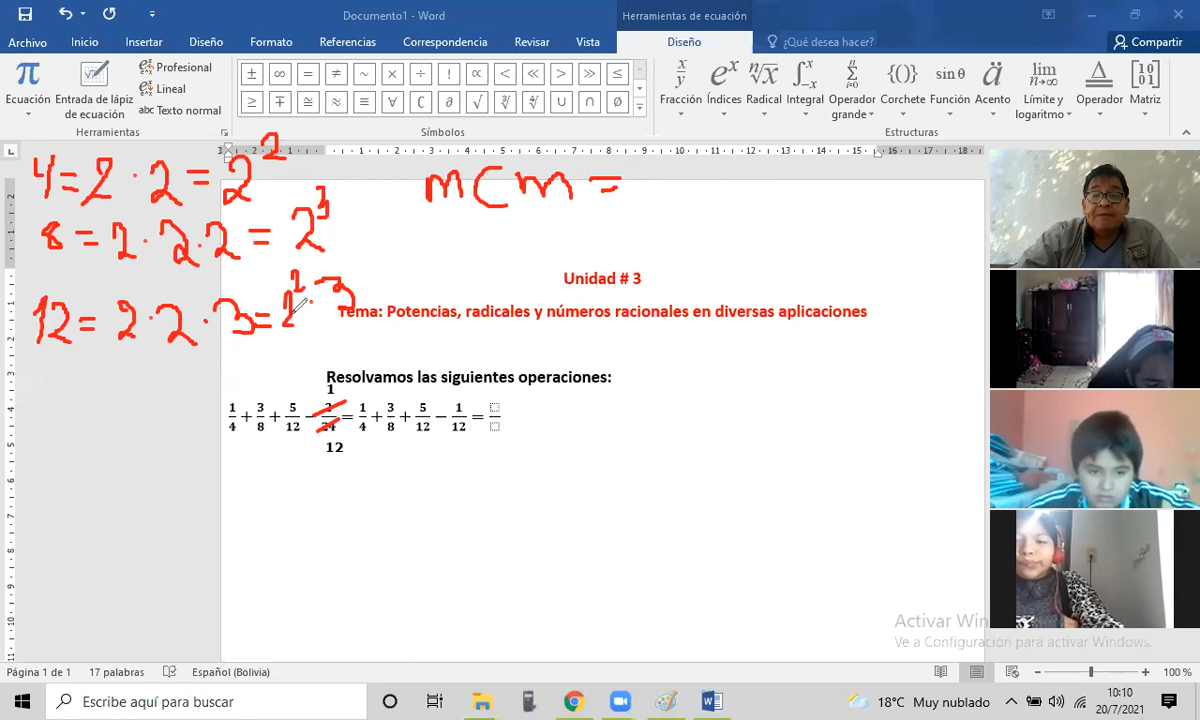 Documento1 - Word
Herramientas de ecuación
Archivo Inicio Insertar Diseño Formato Referencias Correspondencia Revisar Vista Diseño ¿Qué desea hacer? Compartir
π Ecuación
Entrada de lápiz de ecuación
Profesional
Lineal
abc Texto normal
± ∞ = ≠ ~ × ÷ ! ∝ < ≪ > ≫ ≤
≥ ∓ ≅ ≈ ≡ ∀ ∁ ∂ √ ∛ ∜ ∪ ∩ ∅
Fracción Índices Radical Integral Operador grande Corchete Función Acento Límite y logaritmo Operador Matriz
Herramientas Símbolos Estructuras
4 = 2 · 2 = 2²
mCm =
8 = 2 · 2 · 2 = 2³
12 = 2 · 2 · 3 = 2² · 3
Unidad # 3
Tema: Potencias, radicales y números racionales en diversas aplicaciones
Resolvamos las siguientes operaciones:
1
1/4 + 3/8 + 5/12 − 2/24 = 1/4 + 3/8 + 5/12 − 1/12 =
12
Activar Win
Ve a Configuración para activar Windows.
Página 1 de 1 17 palabras Español (Bolivia) 100 %
Escribe aquí para buscar
18°C Muy nublado
10:10
20/7/2021